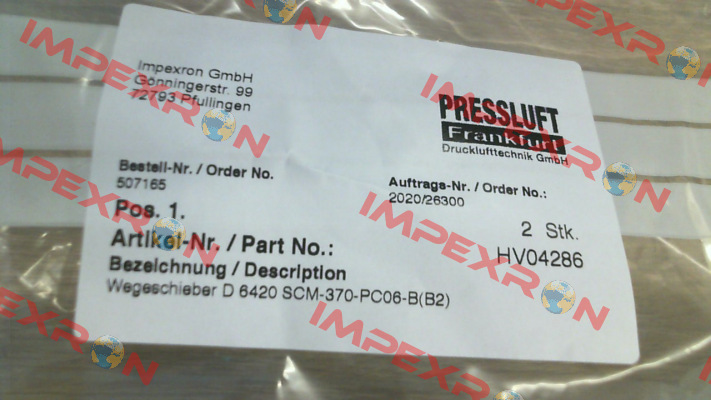 Impexron GmbH
Gönningerstr. 99
72793 Pfullingen
PRESSLUFT
Frankfurt
Drucklufttechnik GmbH
Bestell-Nr. / Order No.
507165
Auftrags-Nr. / Order No.:
2020/26300
Pos. 1.
2 Stk.
Artikel-Nr. / Part No.:
HV04286
Bezeichnung / Description
Wegeschieber D 6420 SCM-370-PC06-B(B2)
IMPEXRON
IMPEXRON
IMPEXRON
IMPEXRON
IMPEXRON
IMPEXRON